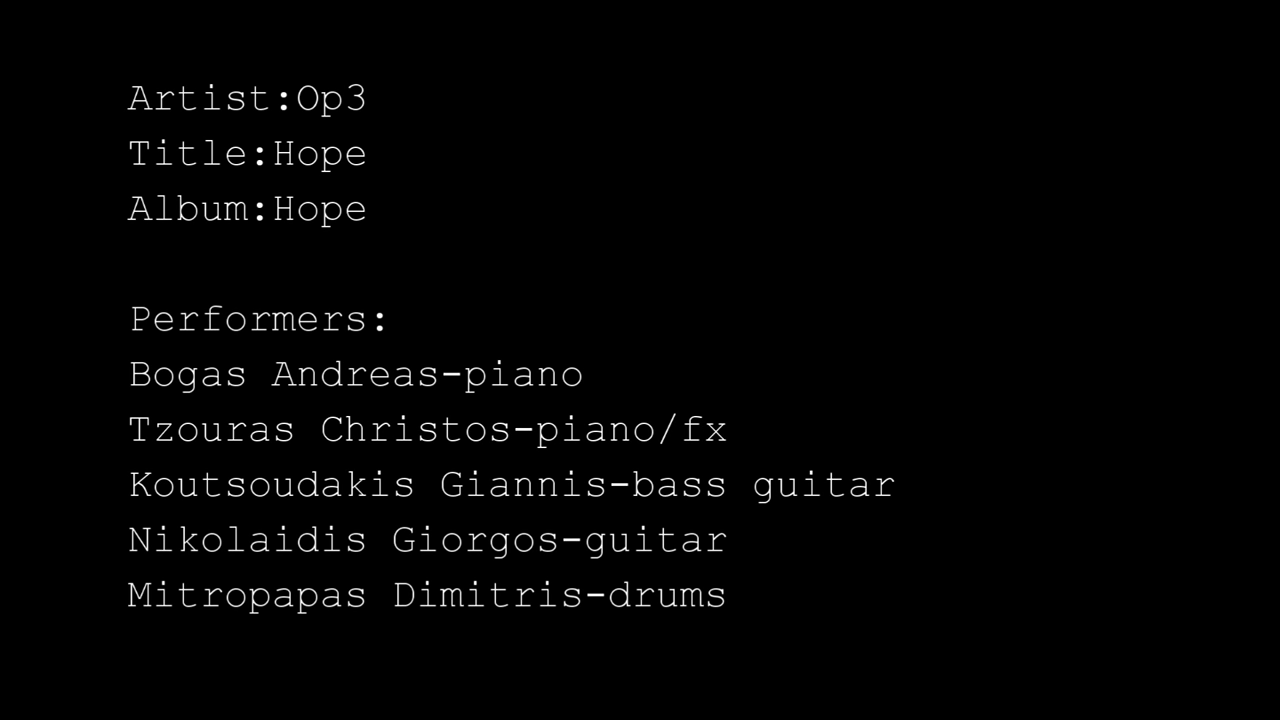 Artist:Op3
Title:Hope
Album:Hope
Performers:
Bogas Andreas-piano
Tzouras Christos-piano/fx
Koutsoudakis Giannis-bass guitar
Nikolaidis Giorgos-guitar
Mitropapas Dimitris-drums